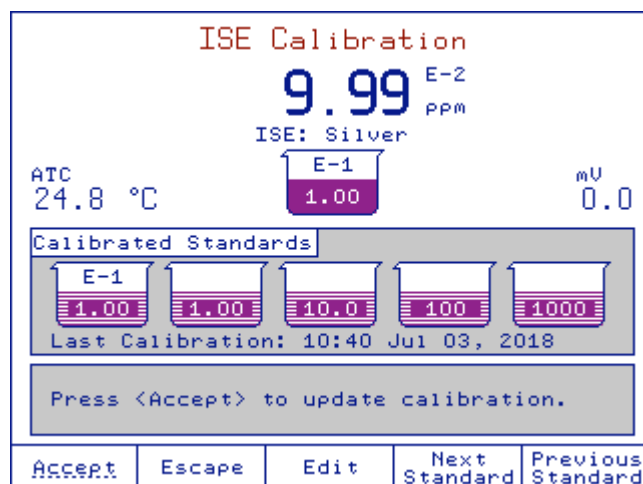 ISE Calibration
9.99 E-2
ppm
ISE: Silver
ATC
24.8 °C
E-1
1.00
mV
0.0
Calibrated Standards
E-1
1.00 1.00 10.0 100 1000
Last Calibration: 10:40 Jul 03, 2018
Press <Accept> to update calibration.
Accept Escape Edit Next Standard Previous Standard